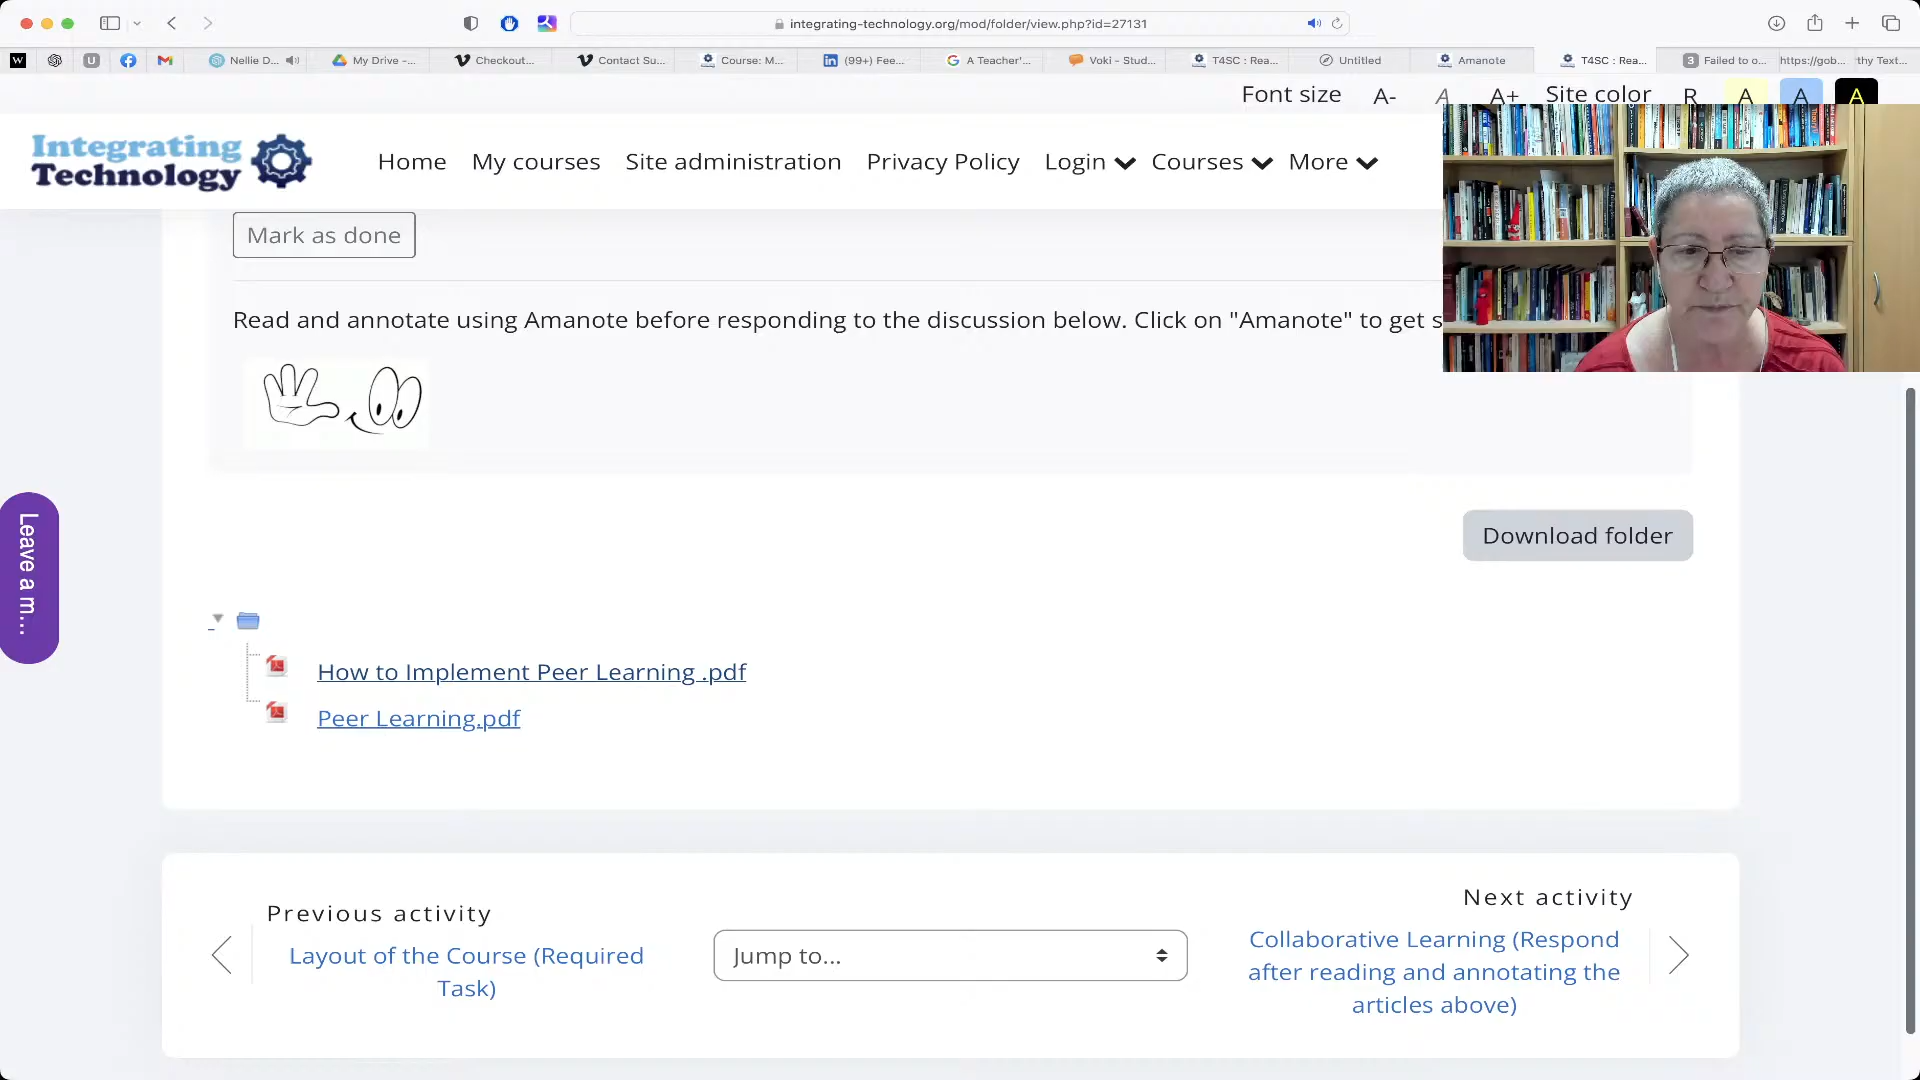 integrating-technology.org/mod/folder/view.php?id=27131
W
U
Nellie D...
My Drive –...
Checkout...
Contact Su...
Course: M...
(99+) Fee...
A Teacher'...
Voki - Stud...
T4SC : Rea...
Untitled
Amanote
T4SC : Rea...
3 Failed to o...
https://gob...
thy Text...
Font size A- A A+ Site color R A A A
Integrating
Technology
Home My courses Site administration Privacy Policy Login Courses More
Mark as done
Read and annotate using Amanote before responding to the discussion below. Click on "Amanote" to get s
Leave a m...
Download folder
How to Implement Peer Learning .pdf
Peer Learning.pdf
Previous activity
Layout of the Course (Required
Task)
Jump to...
Next activity
Collaborative Learning (Respond
after reading and annotating the
articles above)